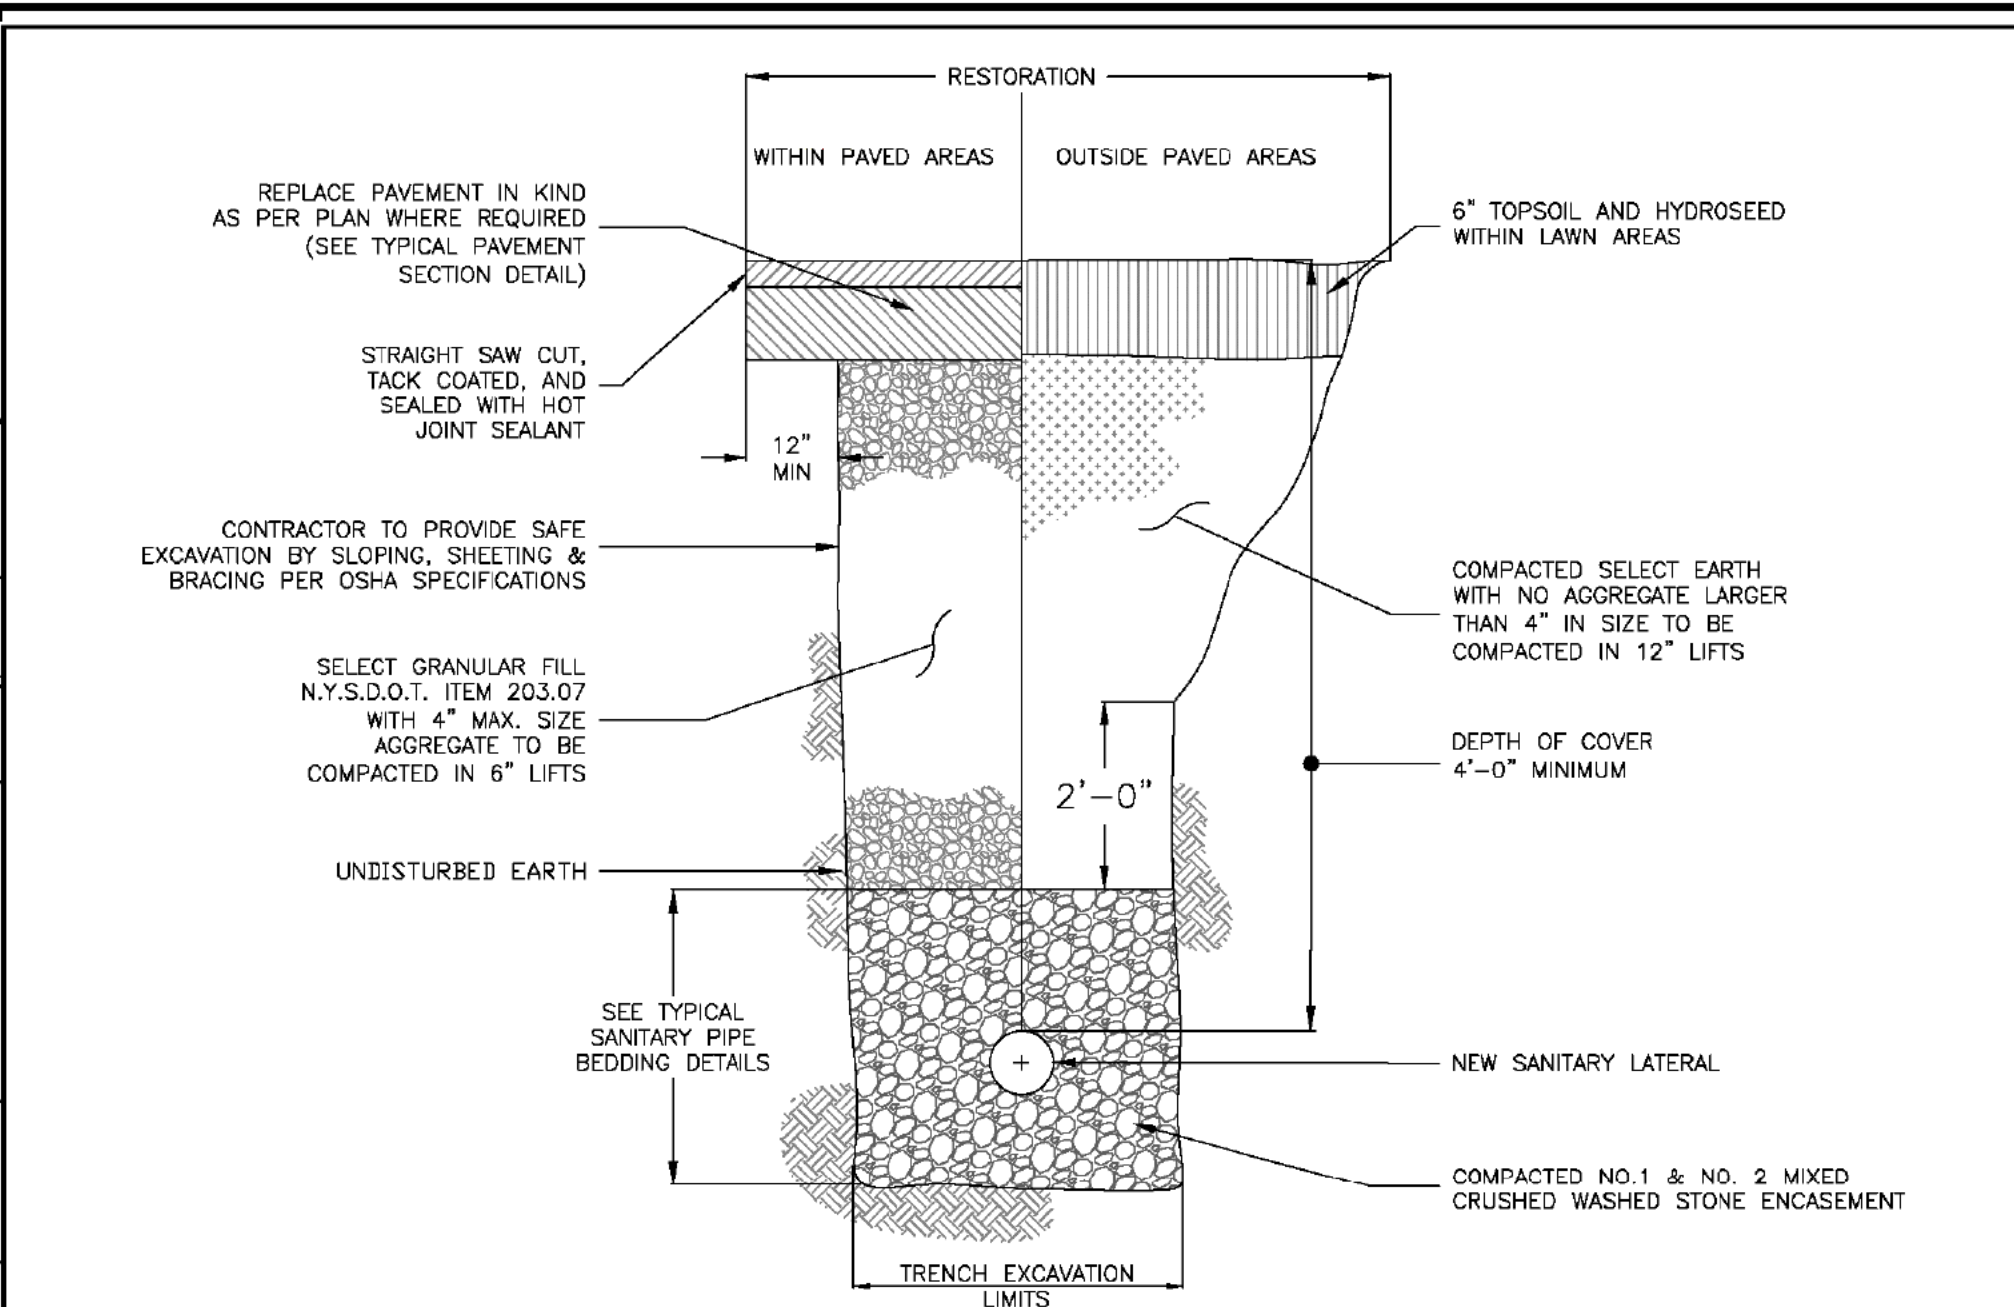 RESTORATION
WITHIN PAVED AREAS
OUTSIDE PAVED AREAS
REPLACE PAVEMENT IN KIND
AS PER PLAN WHERE REQUIRED
(SEE TYPICAL PAVEMENT
SECTION DETAIL)
6" TOPSOIL AND HYDROSEED
WITHIN LAWN AREAS
STRAIGHT SAW CUT,
TACK COATED, AND
SEALED WITH HOT
JOINT SEALANT
12"
MIN
CONTRACTOR TO PROVIDE SAFE
EXCAVATION BY SLOPING, SHEETING &
BRACING PER OSHA SPECIFICATIONS
COMPACTED SELECT EARTH
WITH NO AGGREGATE LARGER
THAN 4" IN SIZE TO BE
COMPACTED IN 12" LIFTS
SELECT GRANULAR FILL
N.Y.S.D.O.T. ITEM 203.07
WITH 4" MAX. SIZE
AGGREGATE TO BE
COMPACTED IN 6" LIFTS
DEPTH OF COVER
4'-0" MINIMUM
2'-0"
UNDISTURBED EARTH
SEE TYPICAL
SANITARY PIPE
BEDDING DETAILS
NEW SANITARY LATERAL
COMPACTED NO.1 & NO. 2 MIXED
CRUSHED WASHED STONE ENCASEMENT
TRENCH EXCAVATION
LIMITS